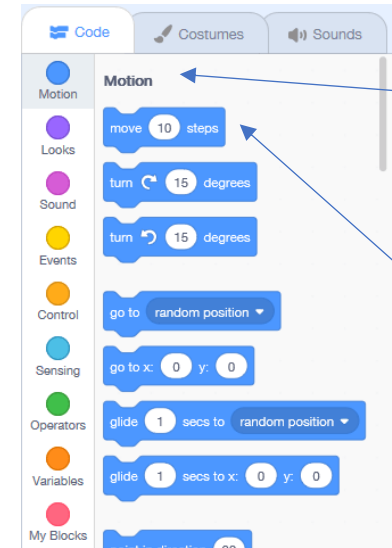 Code Costumes Sounds
Motion
Looks
Sound
Events
Control
Sensing
Operators
Variables
My Blocks
Motion
move 10 steps
turn 15 degrees
turn 15 degrees
go to random position
go to x: 0 y: 0
glide 1 secs to random position
glide 1 secs to x: 0 y: 0